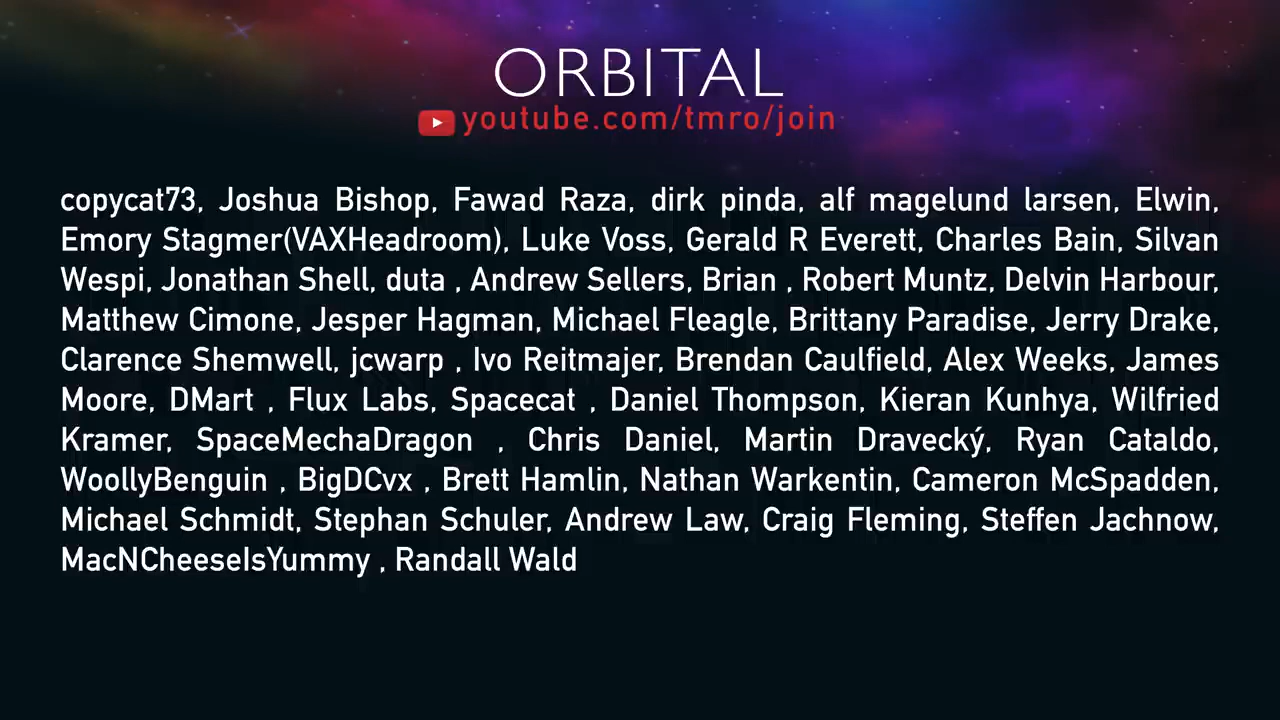 ORBITAL
youtube.com/tmro/join
copycat73, Joshua Bishop, Fawad Raza, dirk pinda, alf magelund larsen, Elwin,
Emory Stagmer(VAXHeadroom), Luke Voss, Gerald R Everett, Charles Bain, Silvan
Wespi, Jonathan Shell, duta , Andrew Sellers, Brian , Robert Muntz, Delvin Harbour,
Matthew Cimone, Jesper Hagman, Michael Fleagle, Brittany Paradise, Jerry Drake,
Clarence Shemwell, jcwarp , Ivo Reitmajer, Brendan Caulfield, Alex Weeks, James
Moore, DMart , Flux Labs, Spacecat , Daniel Thompson, Kieran Kunhya, Wilfried
Kramer, SpaceMechaDragon , Chris Daniel, Martin Dravecký, Ryan Cataldo,
WoollyBenguin , BigDCvx , Brett Hamlin, Nathan Warkentin, Cameron McSpadden,
Michael Schmidt, Stephan Schuler, Andrew Law, Craig Fleming, Steffen Jachnow,
MacNCheeseIsYummy , Randall Wald